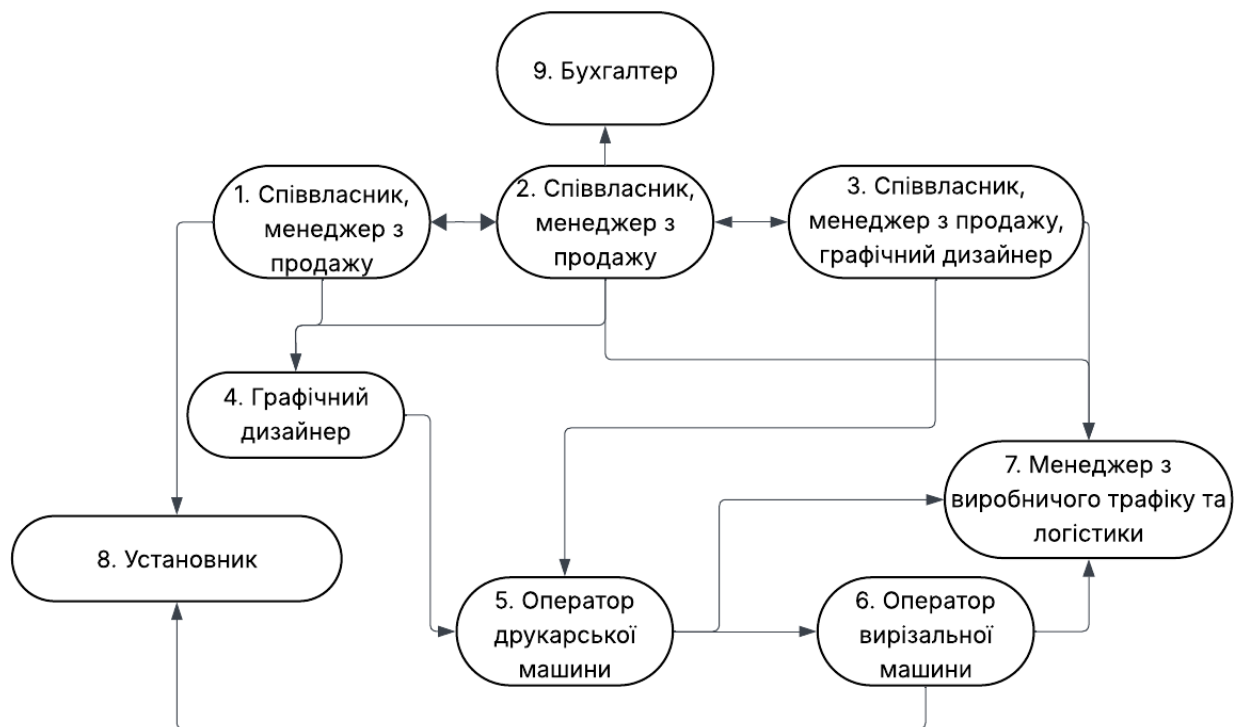 9. Бухгалтер
1. Співвласник,
менеджер з
продажу
2. Співвласник,
менеджер з
продажу
3. Співвласник,
менеджер з продажу,
графічний дизайнер
4. Графічний
дизайнер
7. Менеджер з
виробничого трафіку та
логістики
8. Установник
5. Оператор
друкарської
машини
6. Оператор
вирізальної
машини